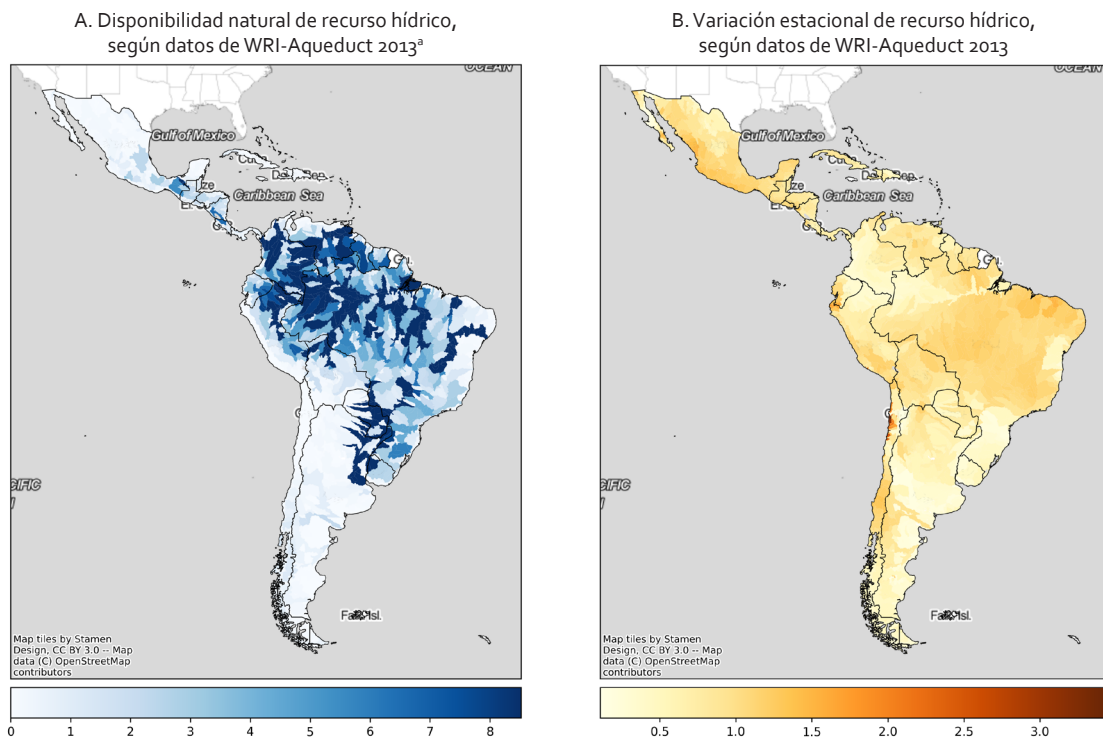 A. Disponibilidad natural de recurso hídrico,
según datos de WRI-Aqueduct 2013ª
B. Variación estacional de recurso hídrico,
según datos de WRI-Aqueduct 2013
OCEAN
Gulf of Mexico
Caribbean Sea
CIFIC
Map tiles by Stamen
Design, CC BY 3.0 -- Map
data (C) OpenStreetMap
contributors
0 1 2 3 4 5 6 7 8
OCEAN
Gulf of Mexico
Caribbean Sea
CIFIC
Map tiles by Stamen
Design, CC BY 3.0 -- Map
data (C) OpenStreetMap
contributors
0.5 1.0 1.5 2.0 2.5 3.0